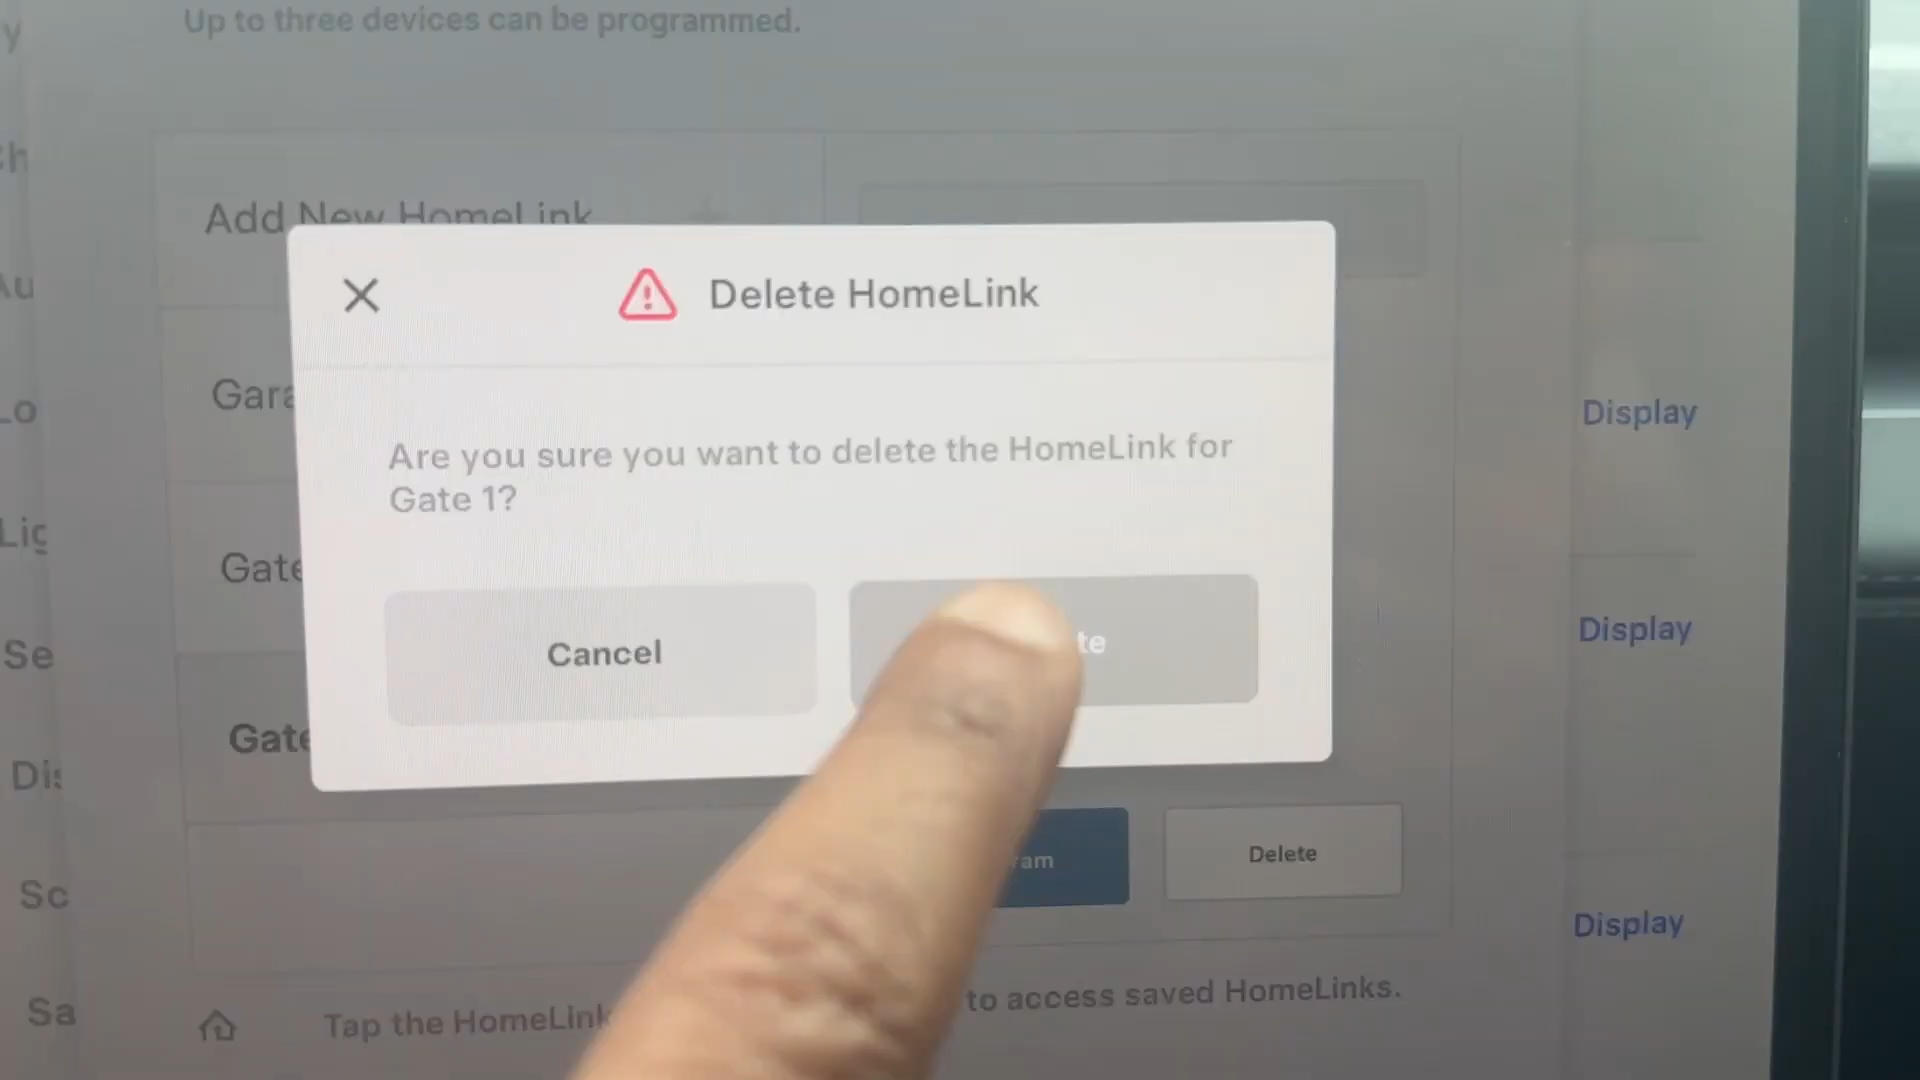 Up to three devices can be programmed.
Add New HomeLink
Delete HomeLink
Are you sure you want to delete the HomeLink for
Gate 1?
Cancel
Display
Display
Gate
Delete
Display
Tap the HomeLink
to access saved HomeLinks.